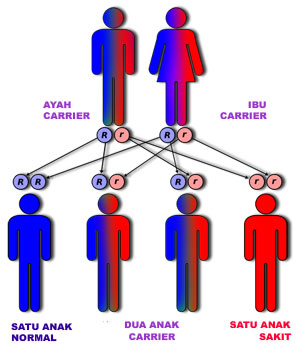 AYAH
CARRIER
IBU
CARRIER
R r R r
R R R r R r r r
SATU ANAK
NORMAL
DUA ANAK
CARRIER
SATU ANAK
SAKIT